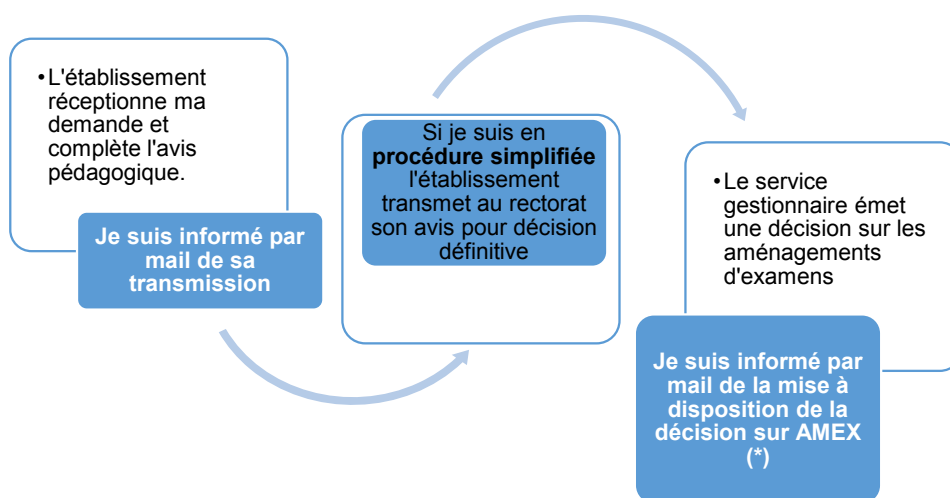 •L'établissement
réceptionne ma
demande et
complète l'avis
pédagogique.
Je suis informé par
mail de sa
transmission
Si je suis en
procédure simplifiée
l'établissement
transmet au rectorat
son avis pour décision
définitive
•Le service
gestionnaire émet
une décision sur les
aménagements
d'examens
Je suis informé par
mail de la mise à
disposition de la
décision sur AMEX
(*)